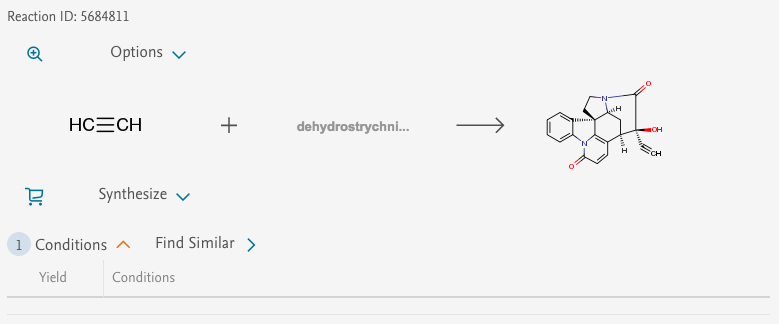 Reaction ID: 5684811
Options
HC≡CH + dehydrostrychni...
N
O
H
OH
N
H
CH
O
Synthesize
1 Conditions Find Similar
Yield Conditions